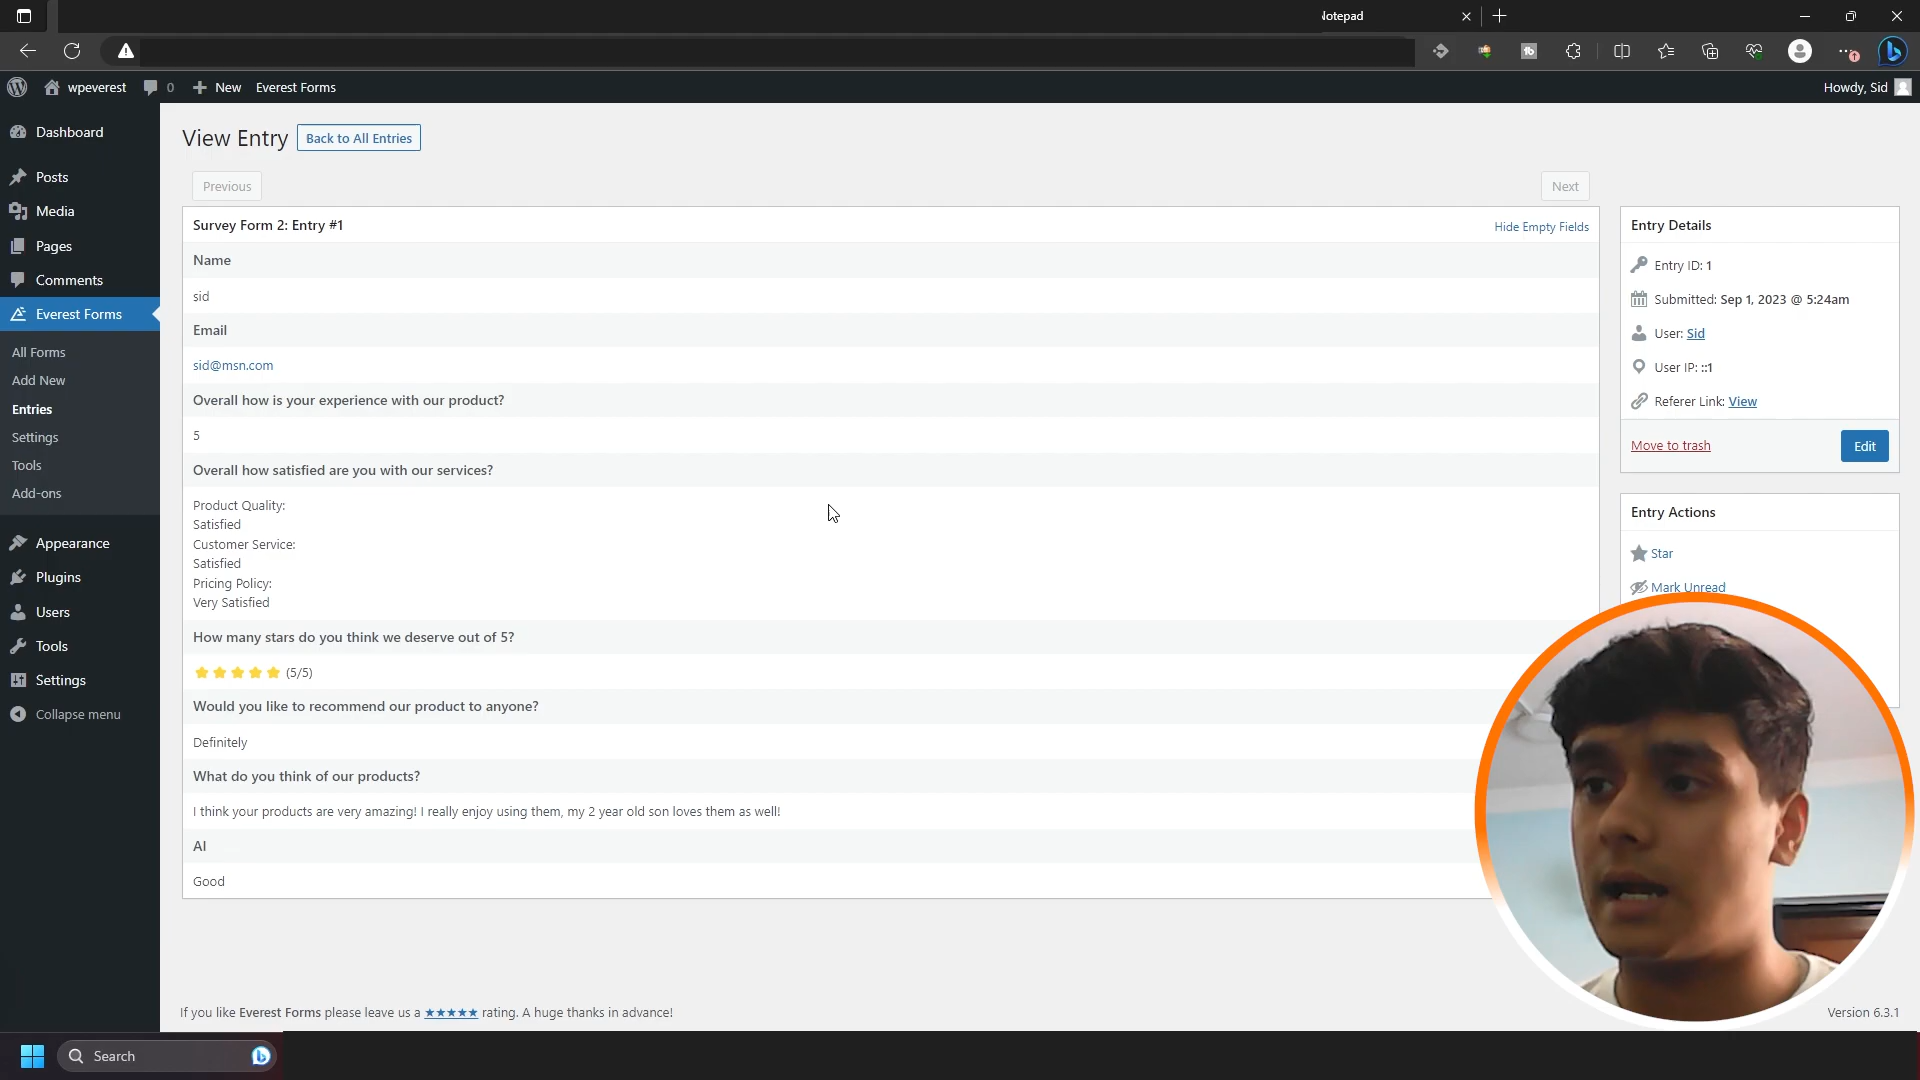 Notepad
wpeverest
0
New
Everest Forms
Howdy, Sid
Dashboard
Posts
Media
Pages
Comments
Everest Forms
All Forms
Add New
Entries
Settings
Tools
Add-ons
Appearance
Plugins
Users
Tools
Settings
Collapse menu
View Entry
Back to All Entries
Previous
Next
Survey Form 2: Entry #1
Hide Empty Fields
Name
sid
Email
sid@msn.com
Overall how is your experience with our product?
5
Overall how satisfied are you with our services?
Product Quality:
Satisfied
Customer Service:
Satisfied
Pricing Policy:
Very Satisfied
How many stars do you think we deserve out of 5?
(5/5)
Would you like to recommend our product to anyone?
Definitely
What do you think of our products?
I think your products are very amazing! I really enjoy using them, my 2 year old son loves them as well!
AI
Good
Entry Details
Entry ID: 1
Submitted: Sep 1, 2023 @ 5:24am
User: Sid
User IP: ::1
Referer Link: View
Move to trash
Edit
Entry Actions
Star
Mark Unread
If you like Everest Forms please leave us a ★★★★★ rating. A huge thanks in advance!
Version 6.3.1
Search